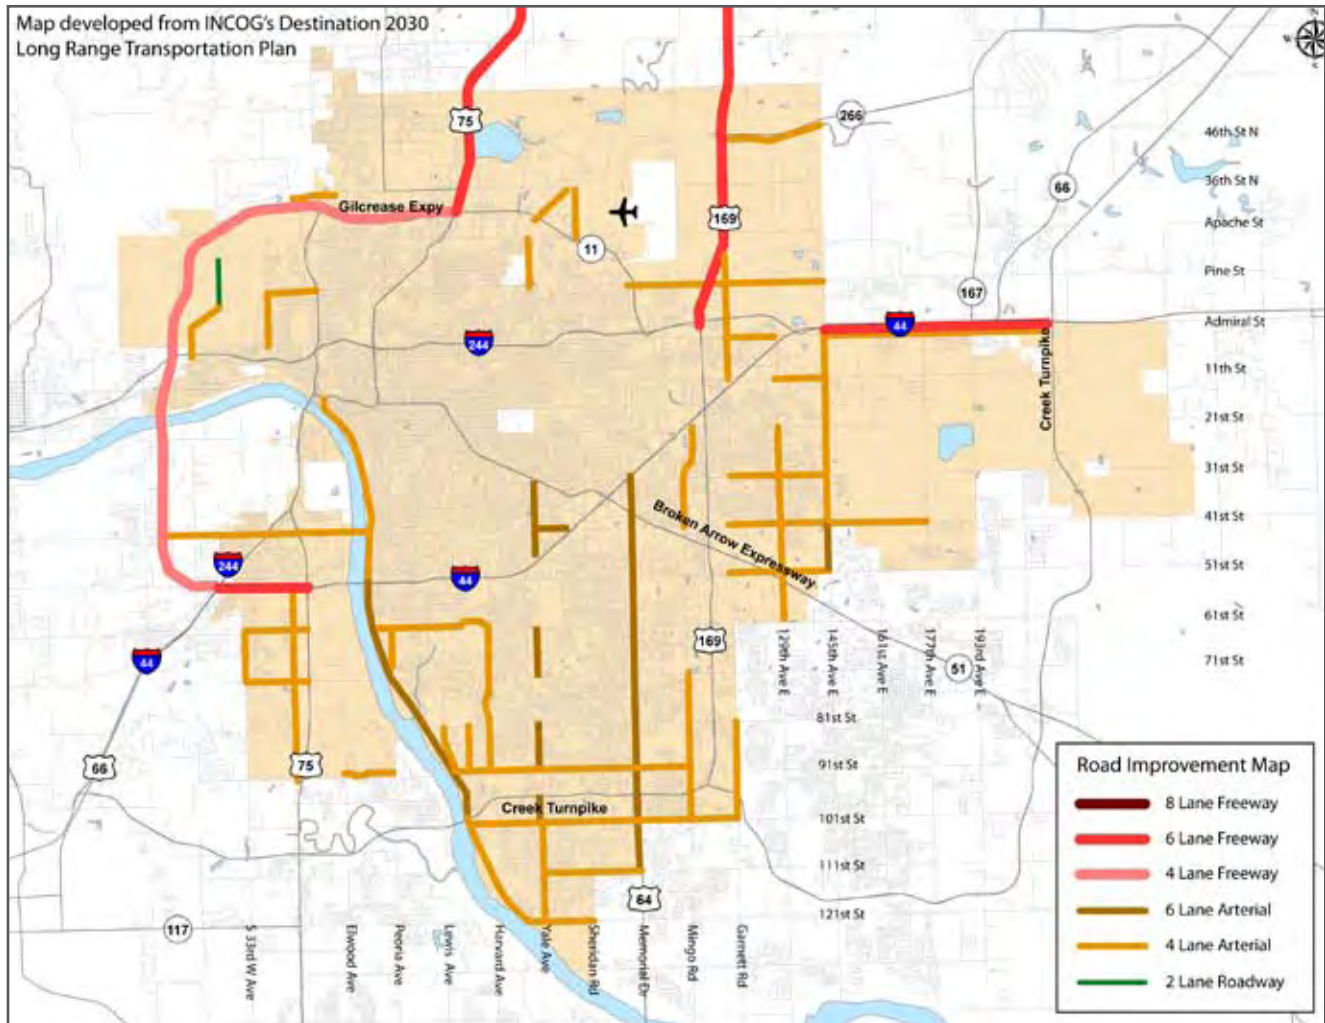 Map developed from INCOG's Destination 2030
Long Range Transportation Plan
75
266
46th St N
66
36th St N
Gilcrease Expy
169
Apache St
11
Pine St
167
Admiral St
44
244
Creek Turnpike
11th St
21st St
31st St
Broken Arrow Expressway
41st St
244
44
51st St
61st St
169
129th Ave E
145th Ave E
161st Ave E
177th Ave E
193rd Ave E
44
71st St
51
81st St
66
75
91st St
Creek Turnpike
101st St
111th St
64
121st St
117
S 33rd W Ave
Elwood Ave
Peoria Ave
Lewis Ave
Harvard Ave
Yale Ave
Sheridan Rd
Memorial Dr
Mingo Rd
Garnett Rd
Road Improvement Map
8 Lane Freeway
6 Lane Freeway
4 Lane Freeway
6 Lane Arterial
4 Lane Arterial
2 Lane Roadway